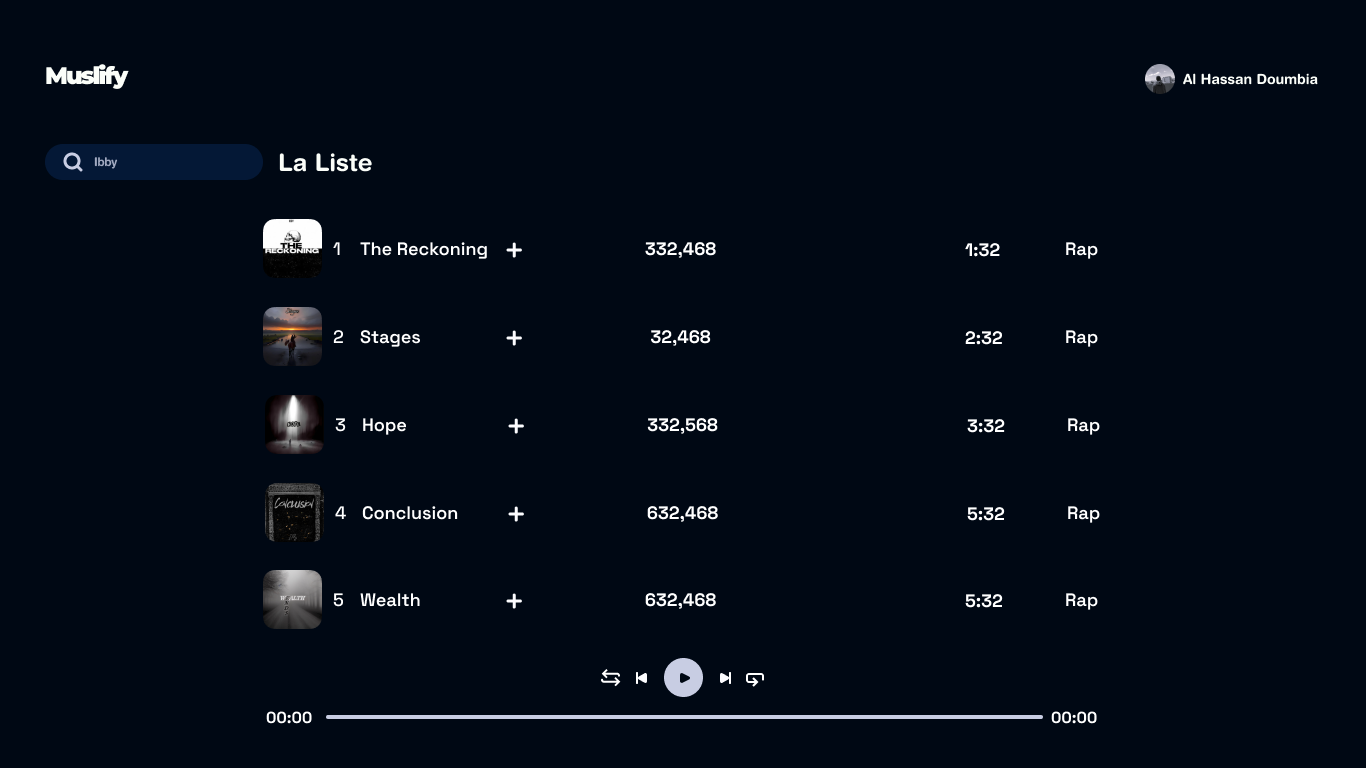 Muslify
Al Hassan Doumbia
Ibby
La Liste
THE
RECKONING
1 The Reckoning + 332,468 1:32 Rap
2 Stages + 32,468 2:32 Rap
3 Hope + 332,568 3:32 Rap
Conclusion
4 Conclusion + 632,468 5:32 Rap
WEALTH
5 Wealth + 632,468 5:32 Rap
00:00 00:00